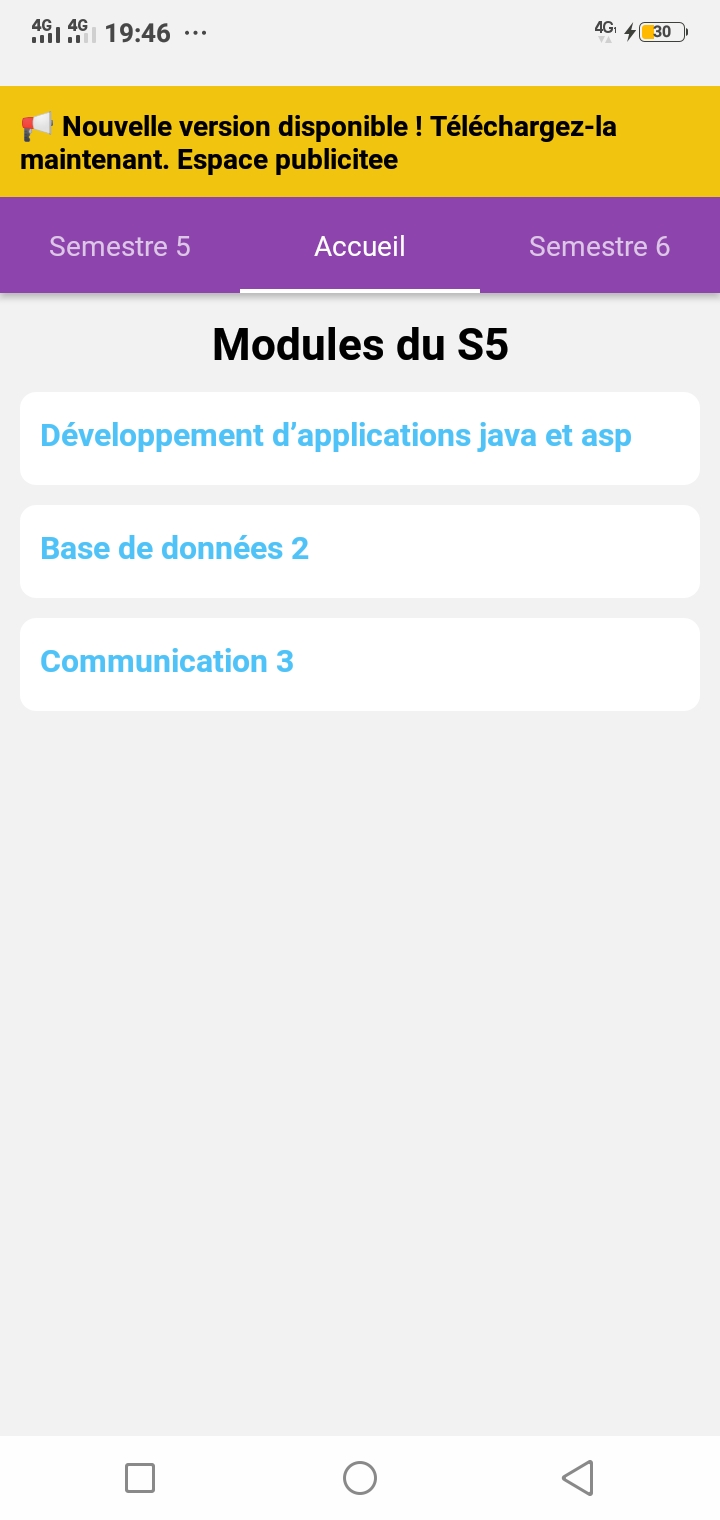 4G 4G 19:46 ... 4G 30
📢 Nouvelle version disponible ! Téléchargez-la
maintenant. Espace publicitee
Semestre 5 Accueil Semestre 6
Modules du S5
Développement d’applications java et asp
Base de données 2
Communication 3